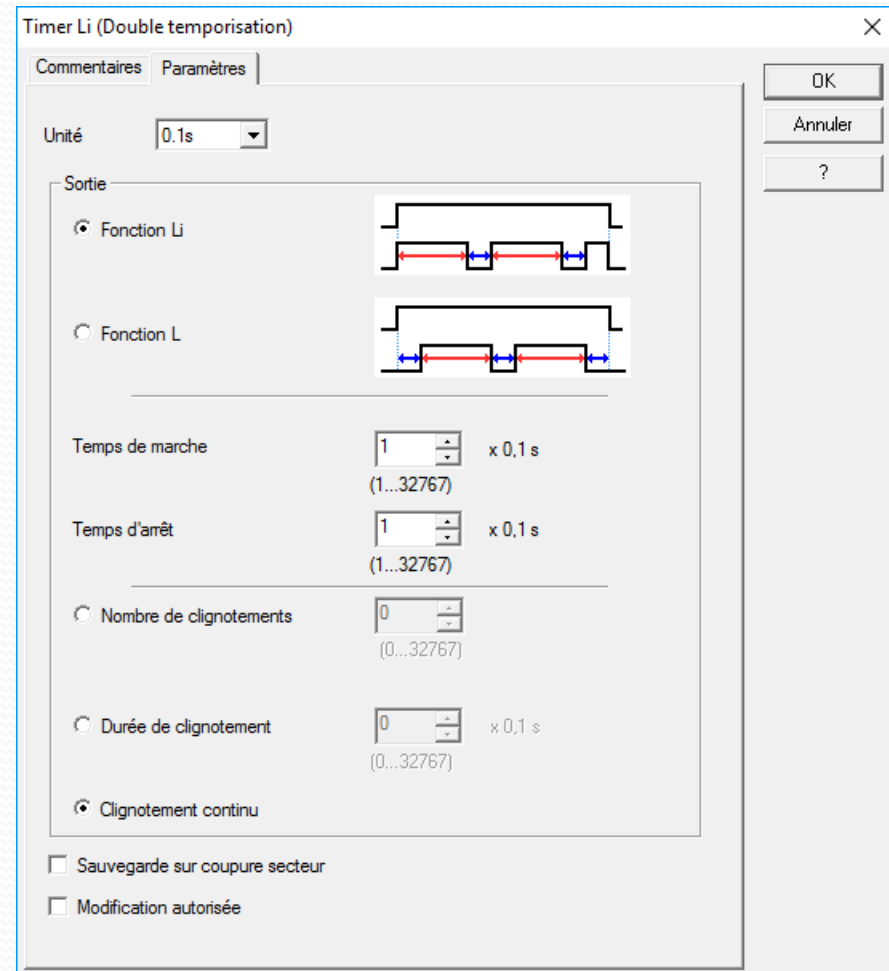 Timer Li (Double temporisation)
Commentaires Paramètres
OK
Annuler
?
Unité 0.1s
Sortie
Fonction Li
Fonction L
Temps de marche 1 x 0,1 s
(1...32767)
Temps d'arrêt 1 x 0,1 s
(1...32767)
Nombre de clignotements 0
(0...32767)
Durée de clignotement 0 x 0,1 s
(0...32767)
Clignotement continu
Sauvegarde sur coupure secteur
Modification autorisée